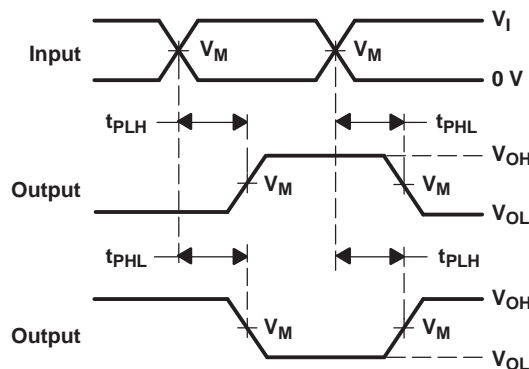 V_I
Input
V_M
V_M
0 V
t_PLH
t_PHL
V_OH
Output
V_M
V_M
V_OL
t_PHL
t_PLH
V_OH
Output
V_M
V_M
V_OL